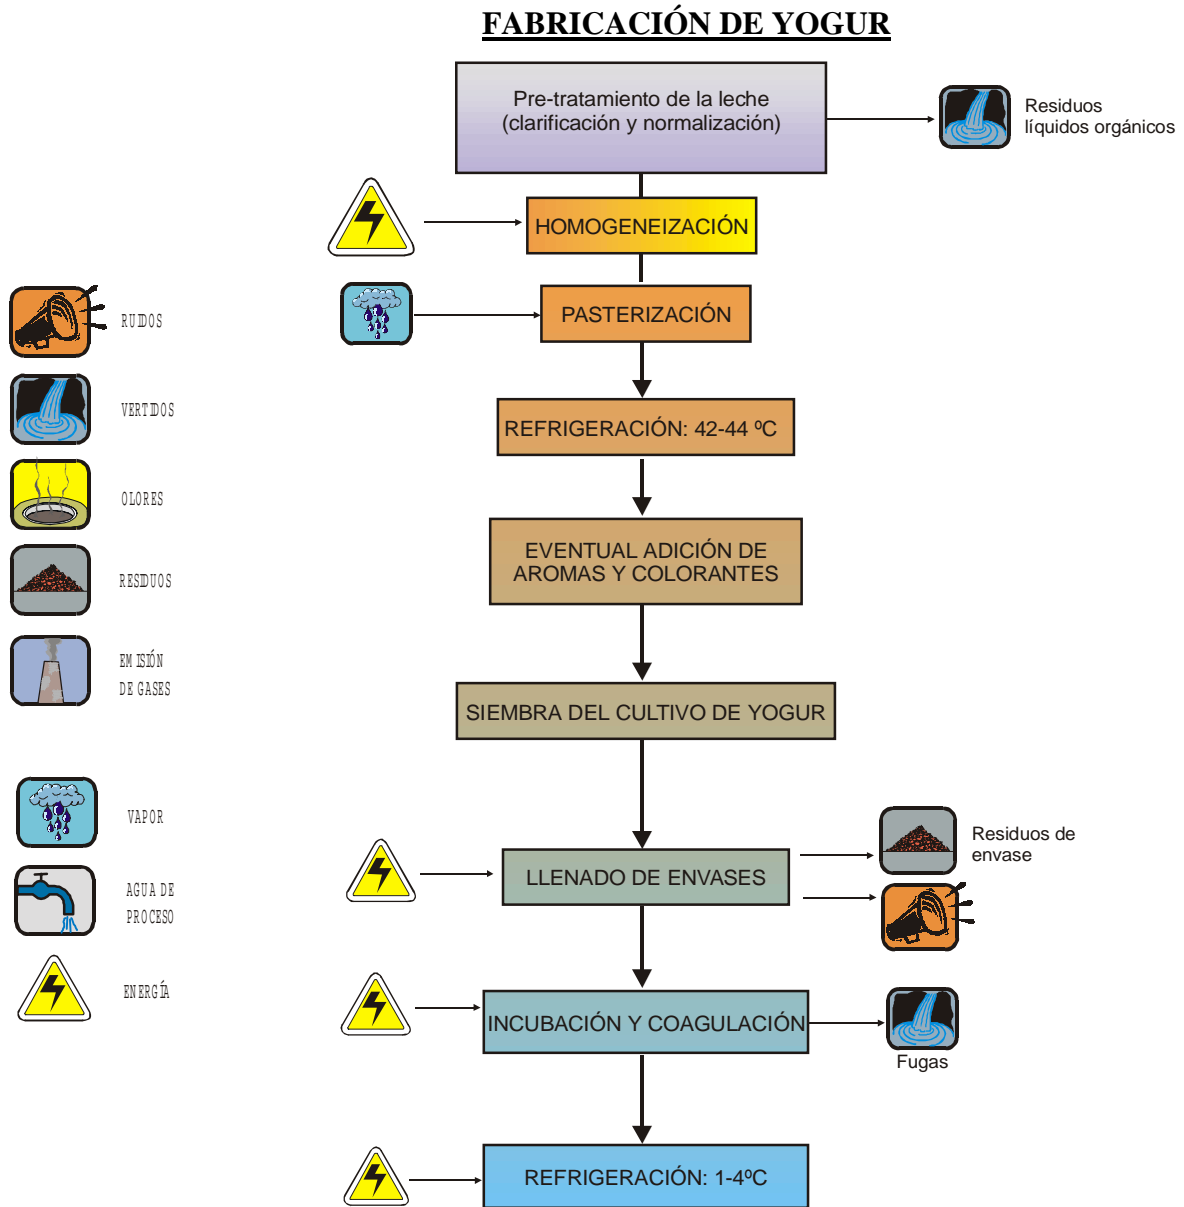 FABRICACIÓN DE YOGUR
Pre-tratamiento de la leche
(clarificación y normalización)
Residuos
líquidos orgánicos
HOMOGENEIZACIÓN
PASTERIZACIÓN
REFRIGERACIÓN: 42-44 ºC
EVENTUAL ADICIÓN DE
AROMAS Y COLORANTES
SIEMBRA DEL CULTIVO DE YOGUR
LLENADO DE ENVASES
Residuos de
envase
INCUBACIÓN Y COAGULACIÓN
Fugas
REFRIGERACIÓN: 1-4ºC
RUIDOS
VERTIDOS
OLORES
RESIDUOS
EMISIÓN
DE GASES
VAPOR
AGUA DE
PROCESO
ENERGÍA